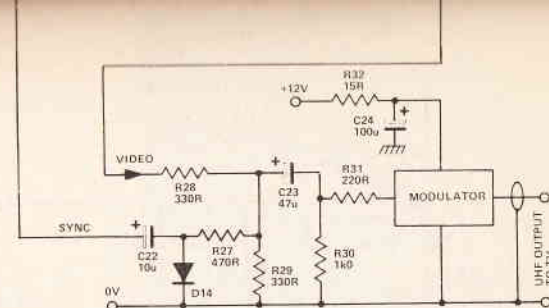 R32
15R
+12V
+
C24
100u
VIDEO
R28
330R
+
C23
47u
R31
220R
MODULATOR
SYNC
+
C22
10u
R27
470R
D14
R29
330R
R30
1k0
0V
UHF OUTPUT